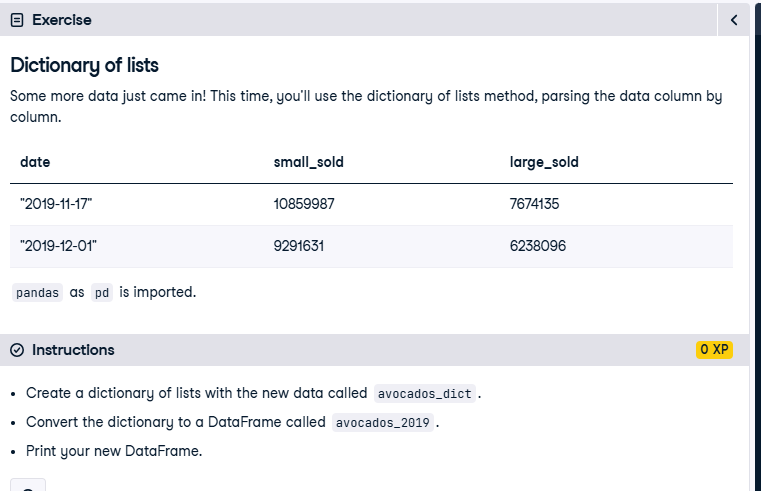 Exercise
Dictionary of lists
Some more data just came in! This time, you'll use the dictionary of lists method, parsing the data column by
column.
date small_sold large_sold
"2019-11-17" 10859987 7674135
"2019-12-01" 9291631 6238096
pandas as pd is imported.
Instructions 0 XP
Create a dictionary of lists with the new data called avocados_dict.
Convert the dictionary to a DataFrame called avocados_2019.
Print your new DataFrame.